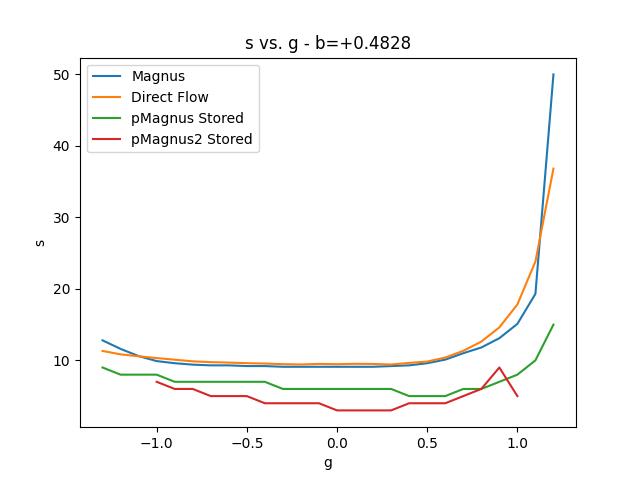 s vs. g - b=+0.4828
Magnus
Direct Flow
pMagnus Stored
pMagnus2 Stored
50
40
30
20
10
s
−1.0 −0.5 0.0 0.5 1.0
g